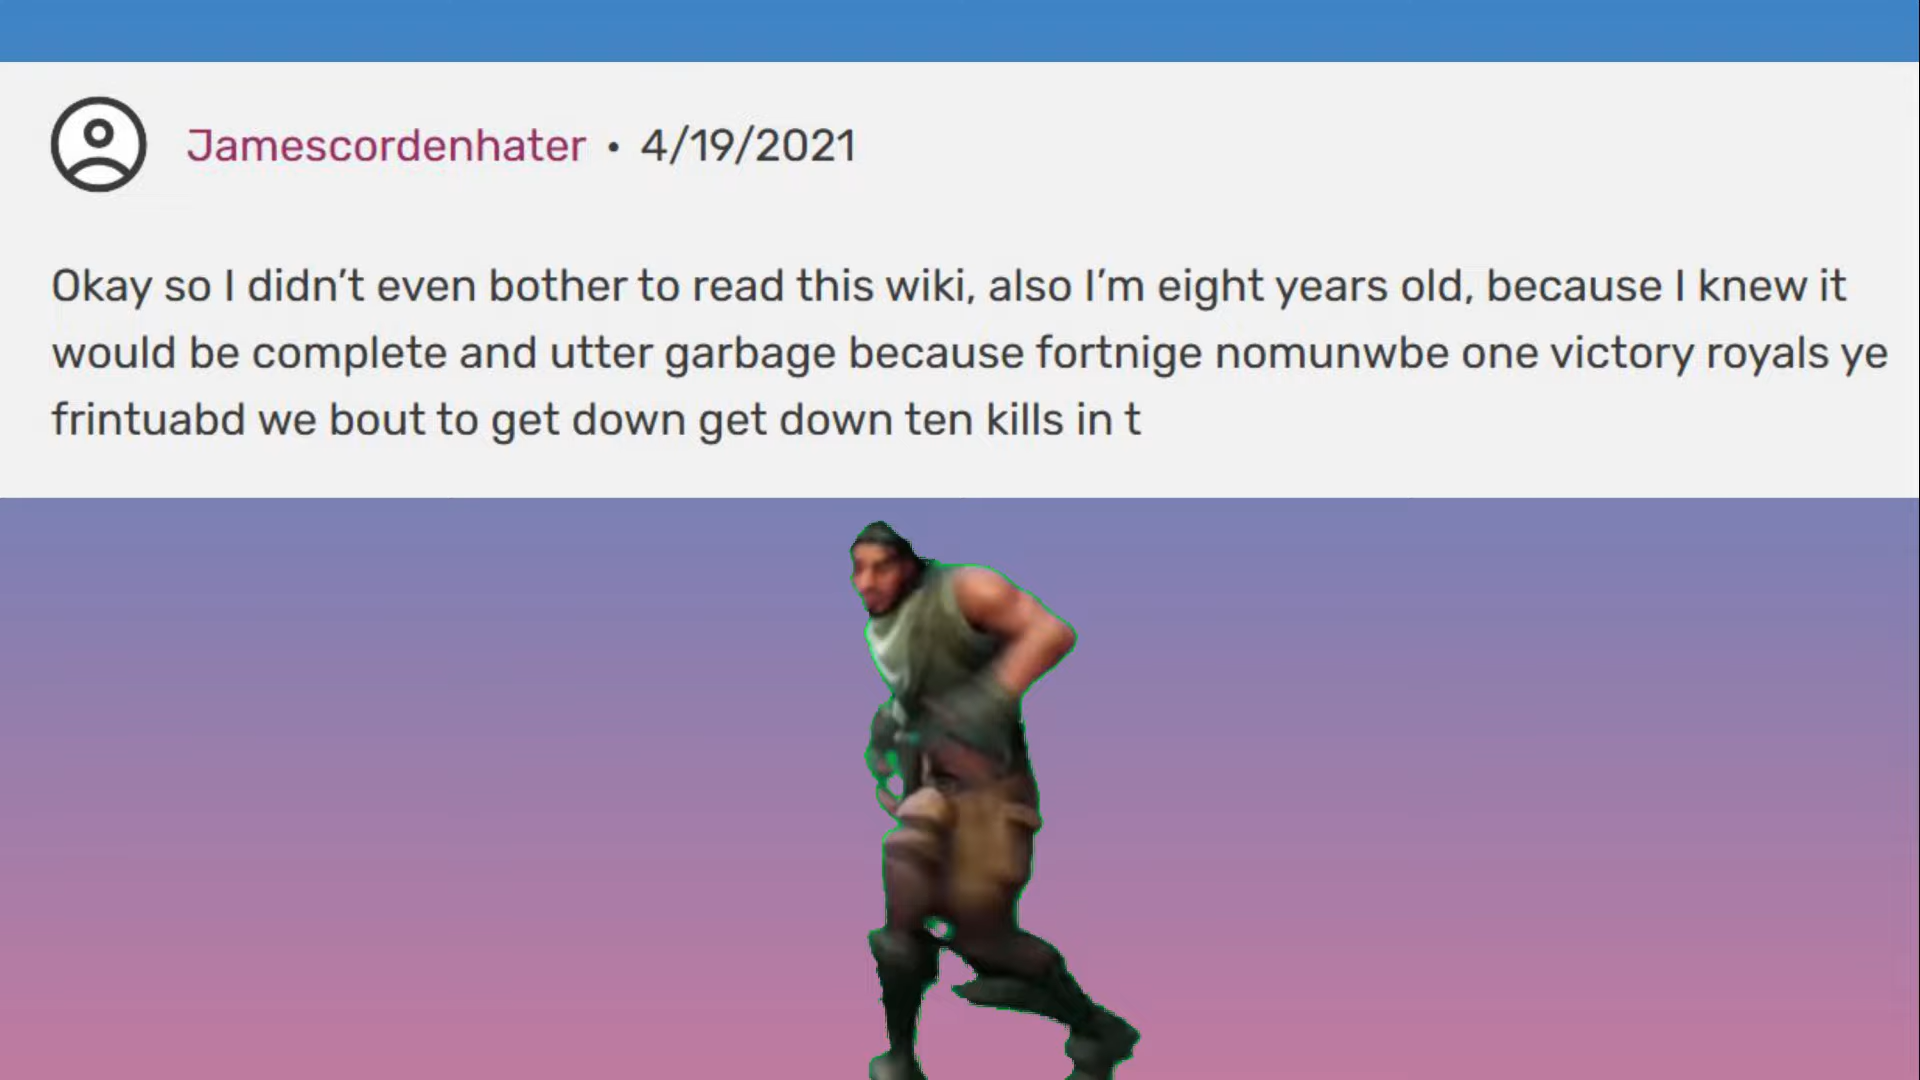 Jamescordenhater • 4/19/2021
Okay so I didn’t even bother to read this wiki, also I’m eight years old, because I knew it
would be complete and utter garbage because fortnige nomunwbe one victory royals ye
frintuabd we bout to get down get down ten kills in t